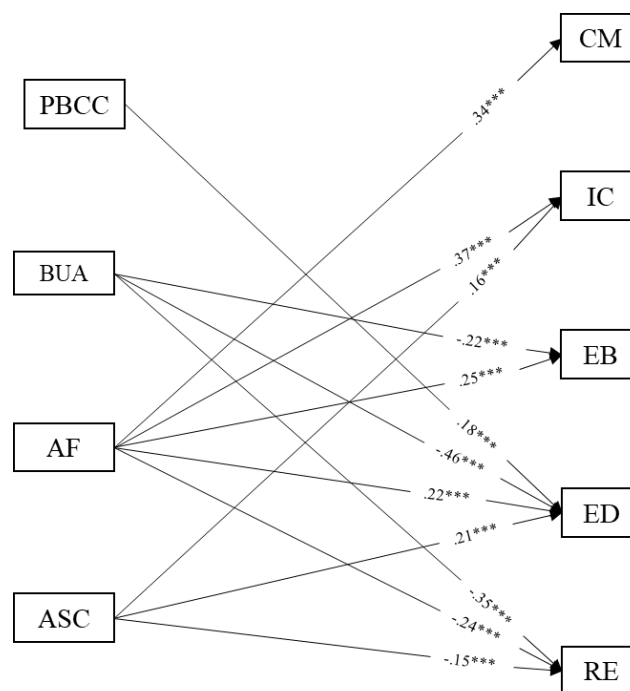 CM
PBCC
.34***
IC
.37***
.16***
BUA
-.22***
EB
.25***
.18***
AF
-.46***
.22***
ED
.21***
-.35***
ASC
-.24***
-.15***
RE